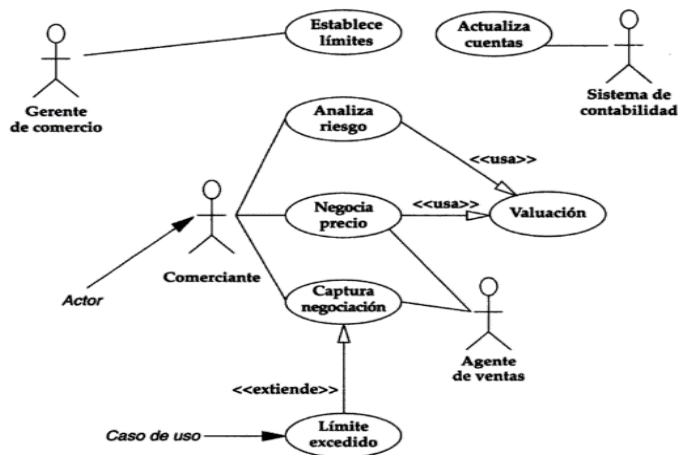 Establece
límites
Actualiza
cuentas
Gerente
de comercio
Sistema de
contabilidad
Analiza
riesgo
<<usa>>
Negocia
precio
<<usa>>
Valuación
Comerciante
Actor
Captura
negociación
Agente
de ventas
<<extiende>>
Caso de uso
Límite
excedido